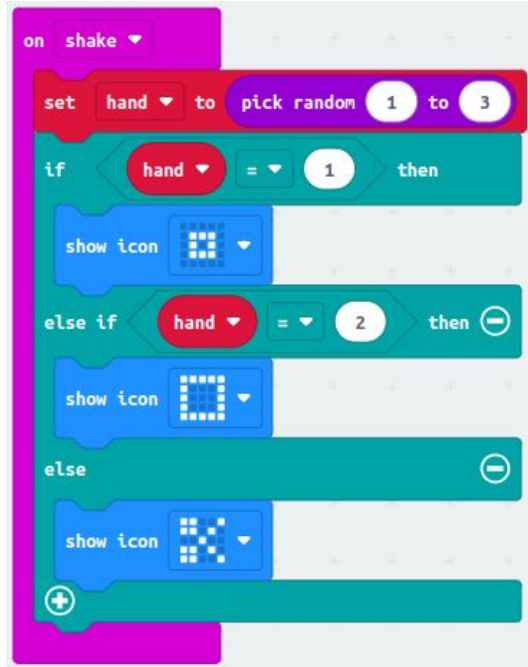 on shake
set hand to pick random 1 to 3
if hand = 1 then
show icon
else if hand = 2 then
show icon
else
show icon